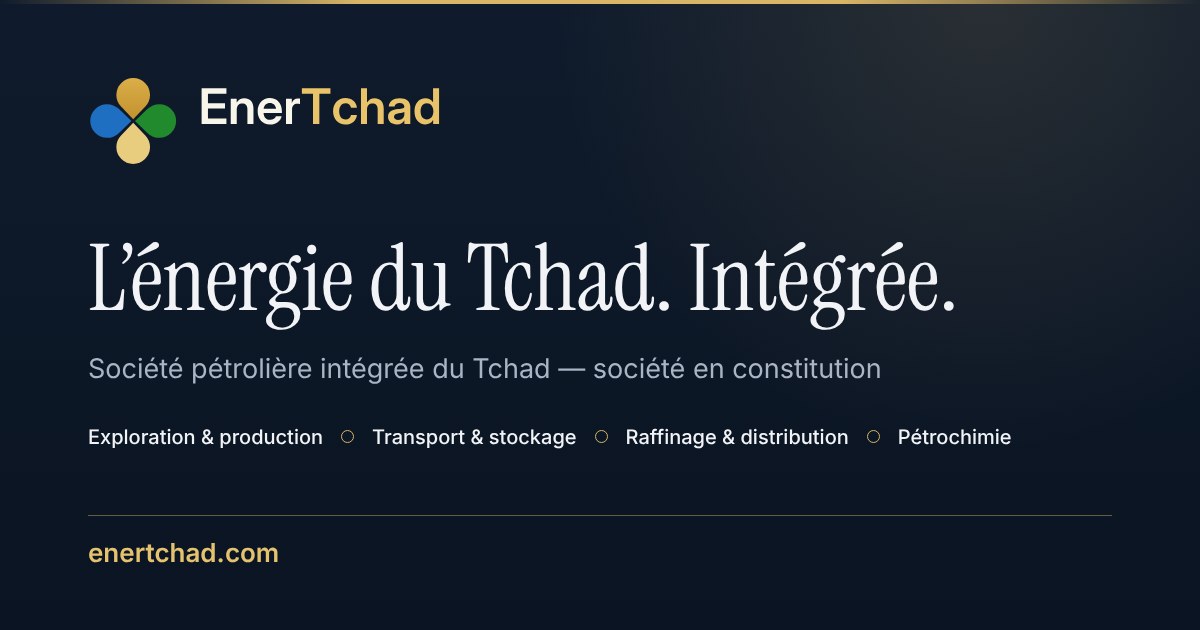 EnerTchad
L’énergie du Tchad. Intégrée.
Société pétrolière intégrée du Tchad — société en constitution
Exploration & production ○ Transport & stockage ○ Raffinage & distribution ○ Pétrochimie
enertchad.com